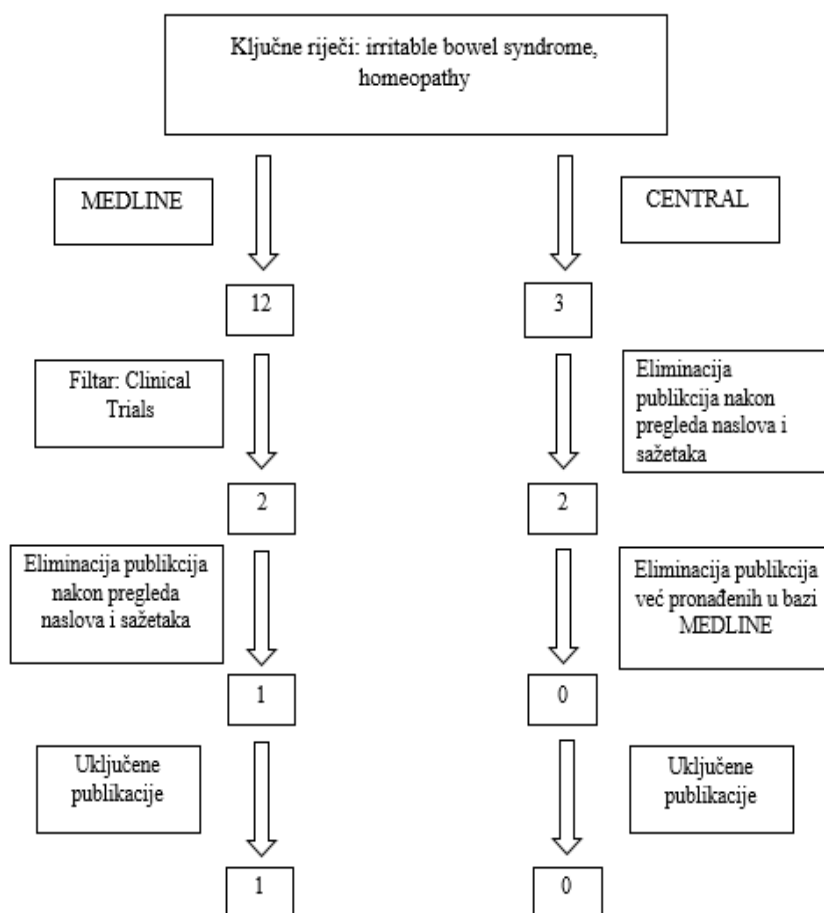 Ključne riječi: irritable bowel syndrome,
homeopathy
MEDLINE
CENTRAL
12
3
Filtar: Clinical
Trials
Eliminacija
publikcija nakon
pregleda naslova i
sažetaka
2
2
Eliminacija publikcija
nakon pregleda
naslova i sažetaka
Eliminacija publikcija
već pronađenih u bazi
MEDLINE
1
0
Uključene
publikacije
Uključene
publikacije
1
0